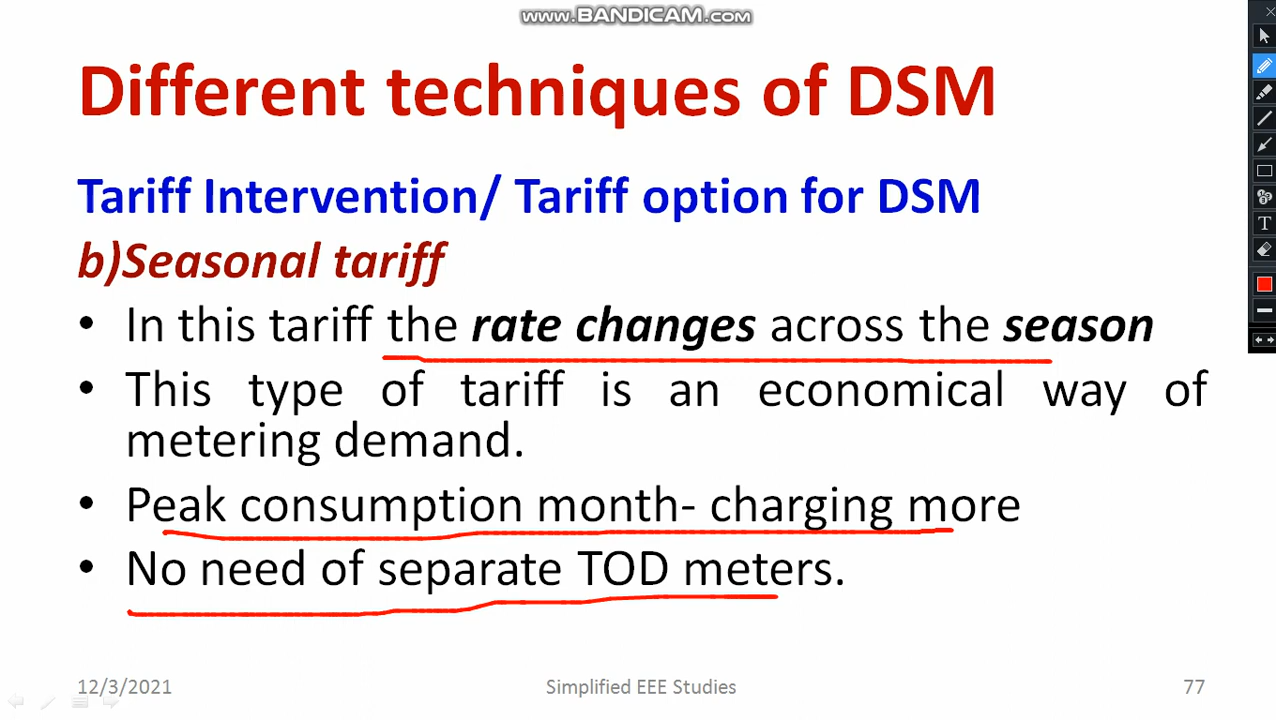 www.BANDICAM.com
Different techniques of DSM
Tariff Intervention/ Tariff option for DSM
b)Seasonal tariff
• In this tariff the rate changes across the season
• This type of tariff is an economical way of
metering demand.
• Peak consumption month- charging more
• No need of separate TOD meters.
12/3/2021 Simplified EEE Studies 77
T